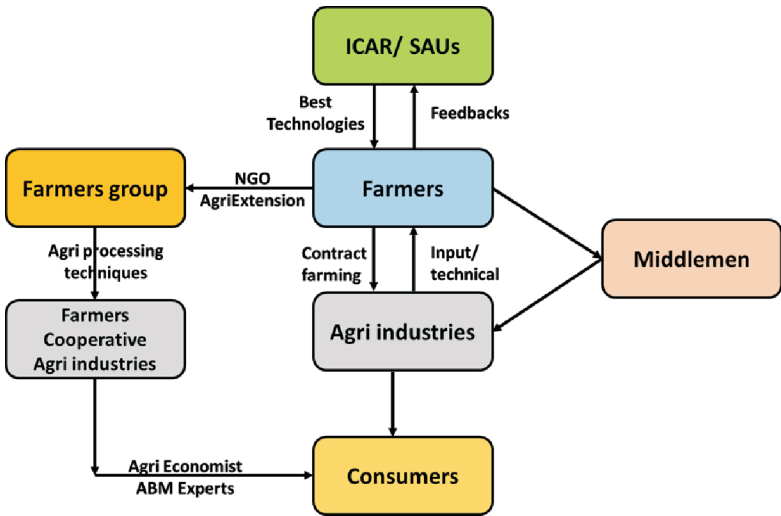 ICAR/ SAUs
Best
Technologies
Feedbacks
Farmers group
NGO
AgriExtension
Farmers
Agri processing
techniques
Contract
farming
Input/
technical
Middlemen
Farmers
Cooperative
Agri industries
Agri industries
Agri Economist
ABM Experts
Consumers